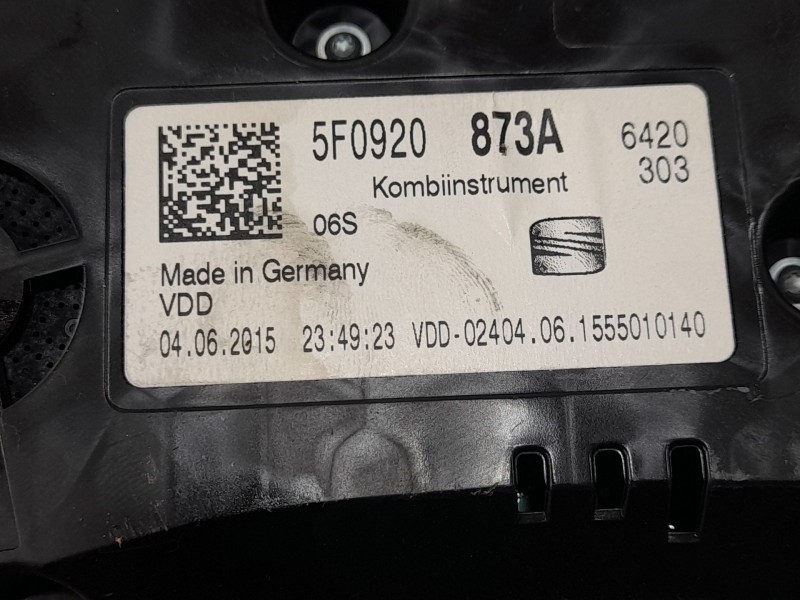 5F0920 873A 6420
303
Kombiinstrument
06S
Made in Germany
VDD
04.06.2015 23:49:23 VDD-02404.06.1555010140